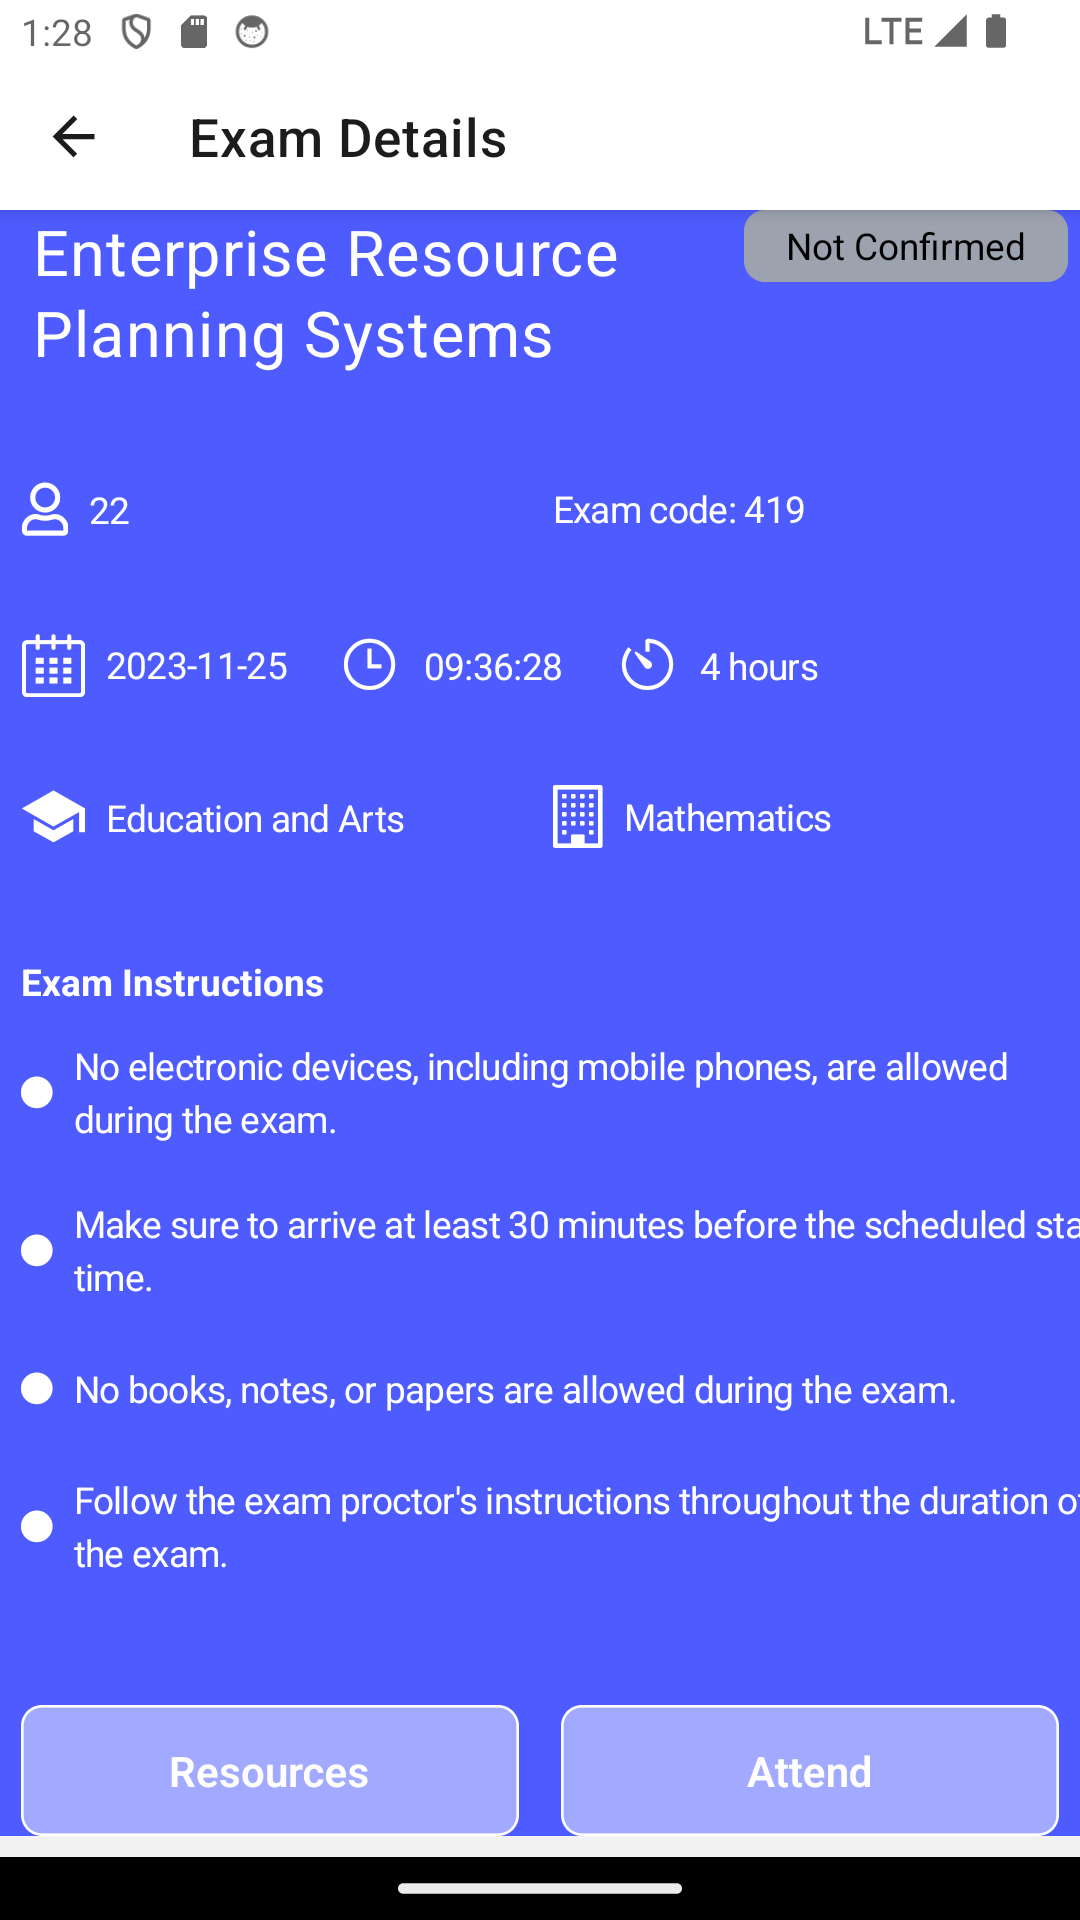 1:28
LTE
Exam Details
Enterprise Resource
Planning Systems
Not Confirmed
22
Exam code: 419
2023-11-25
09:36:28
4 hours
Education and Arts
Mathematics
Exam Instructions
No electronic devices, including mobile phones, are allowed
during the exam.
Make sure to arrive at least 30 minutes before the scheduled sta
time.
No books, notes, or papers are allowed during the exam.
Follow the exam proctor's instructions throughout the duration of
the exam.
Resources
Attend